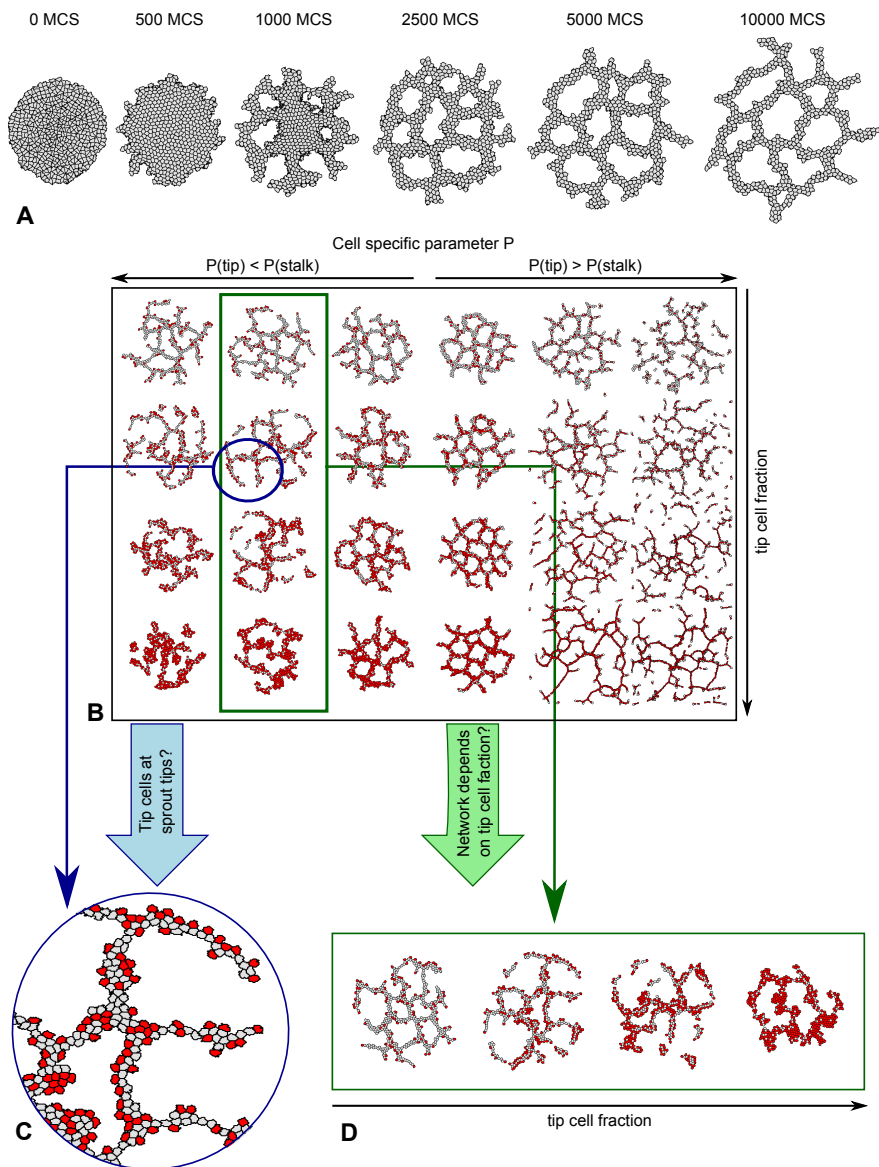 0 MCS 500 MCS 1000 MCS 2500 MCS 5000 MCS 10000 MCS
A
Cell specific parameter P
P(tip) < P(stalk) P(tip) > P(stalk)
tip cell fraction
B
Tip cells at
sprout tips?
Network depends
on tip cell faction?
C
D
tip cell fraction